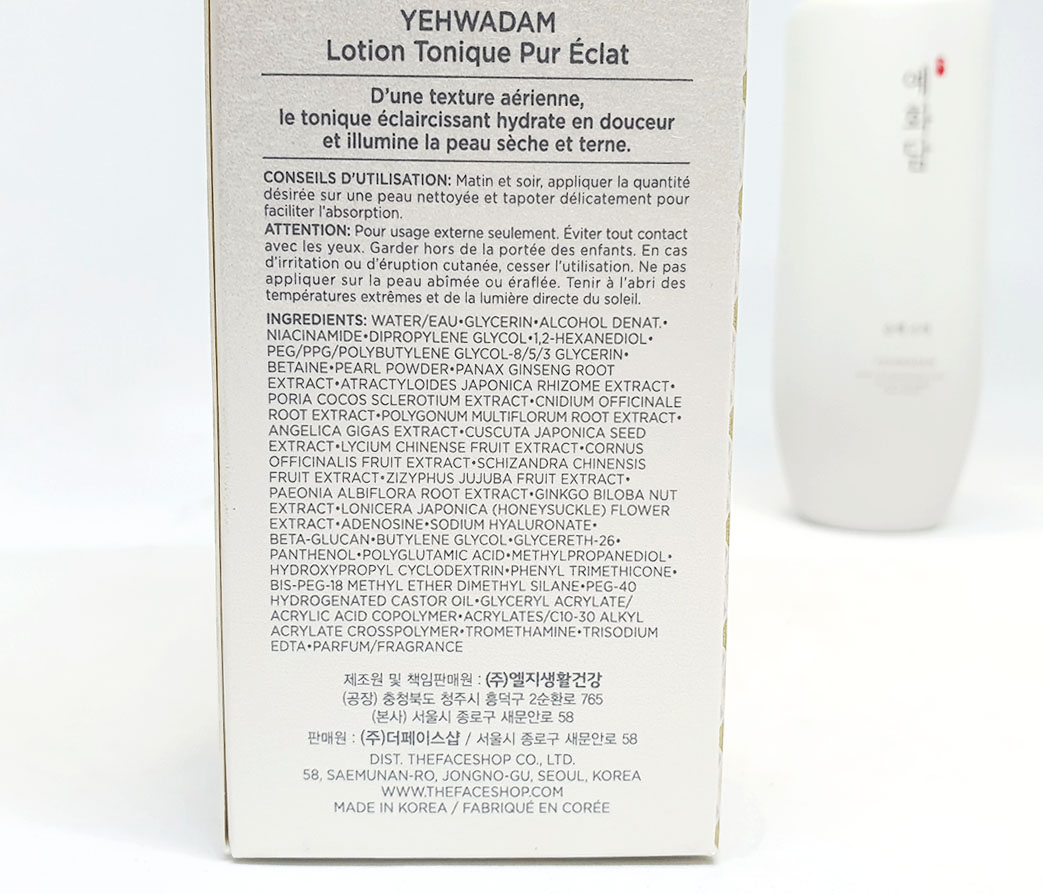 YEHWADAM
Lotion Tonique Pur Éclat
D'une texture aérienne,
le tonique éclaircissant hydrate en douceur
et illumine la peau sèche et terne.
CONSEILS D'UTILISATION: Matin et soir, appliquer la quantité
désirée sur une peau nettoyée et tapoter délicatement pour
faciliter l'absorption.
ATTENTION: Pour usage externe seulement. Éviter tout contact
avec les yeux. Garder hors de la portée des enfants. En cas
d'irritation ou d'éruption cutanée, cesser l'utilisation. Ne pas
appliquer sur la peau abîmée ou éraflée. Tenir à l'abri des
températures extrêmes et de la lumière directe du soleil.
INGREDIENTS: WATER/EAU•GLYCERIN•ALCOHOL DENAT.•
NIACINAMIDE•DIPROPYLENE GLYCOL•1,2-HEXANEDIOL•
PEG/PPG/POLYBUTYLENE GLYCOL-8/5/3 GLYCERIN•
BETAINE•PEARL POWDER•PANAX GINSENG ROOT
EXTRACT•ATRACTYLOIDES JAPONICA RHIZOME EXTRACT•
PORIA COCOS SCLEROTIUM EXTRACT•CNIDIUM OFFICINALE
ROOT EXTRACT•POLYGONUM MULTIFLORUM ROOT EXTRACT•
ANGELICA GIGAS EXTRACT•CUSCUTA JAPONICA SEED
EXTRACT•LYCIUM CHINENSE FRUIT EXTRACT•CORNUS
OFFICINALIS FRUIT EXTRACT•SCHIZANDRA CHINENSIS
FRUIT EXTRACT•ZIZYPHUS JUJUBA FRUIT EXTRACT•
PAEONIA ALBIFLORA ROOT EXTRACT•GINKGO BILOBA NUT
EXTRACT•LONICERA JAPONICA (HONEYSUCKLE) FLOWER
EXTRACT•ADENOSINE•SODIUM HYALURONATE•
BETA-GLUCAN•BUTYLENE GLYCOL•GLYCERETH-26•
PANTHENOL•POLYGLUTAMIC ACID•METHYLPROPANEDIOL•
HYDROXYPROPYL CYCLODEXTRIN•PHENYL TRIMETHICONE•
BIS-PEG-18 METHYL ETHER DIMETHYL SILANE•PEG-40
HYDROGENATED CASTOR OIL•GLYCERYL ACRYLATE/
ACRYLIC ACID COPOLYMER•ACRYLATES/C10-30 ALKYL
ACRYLATE CROSSPOLYMER•TROMETHAMINE•TRISODIUM
EDTA•PARFUM/FRAGRANCE
제조원 및 책임판매원 : (주)엘지생활건강
(공장) 충청북도 청주시 흥덕구 2순환로 765
(본사) 서울시 종로구 새문안로 58
판매원 : (주)더페이스샵 / 서울시 종로구 새문안로 58
DIST. THEFACESHOP CO., LTD.
58, SAEMUNAN-RO, JONGNO-GU, SEOUL, KOREA
WWW.THEFACESHOP.COM
MADE IN KOREA / FABRIQUÉ EN CORÉE
예화담